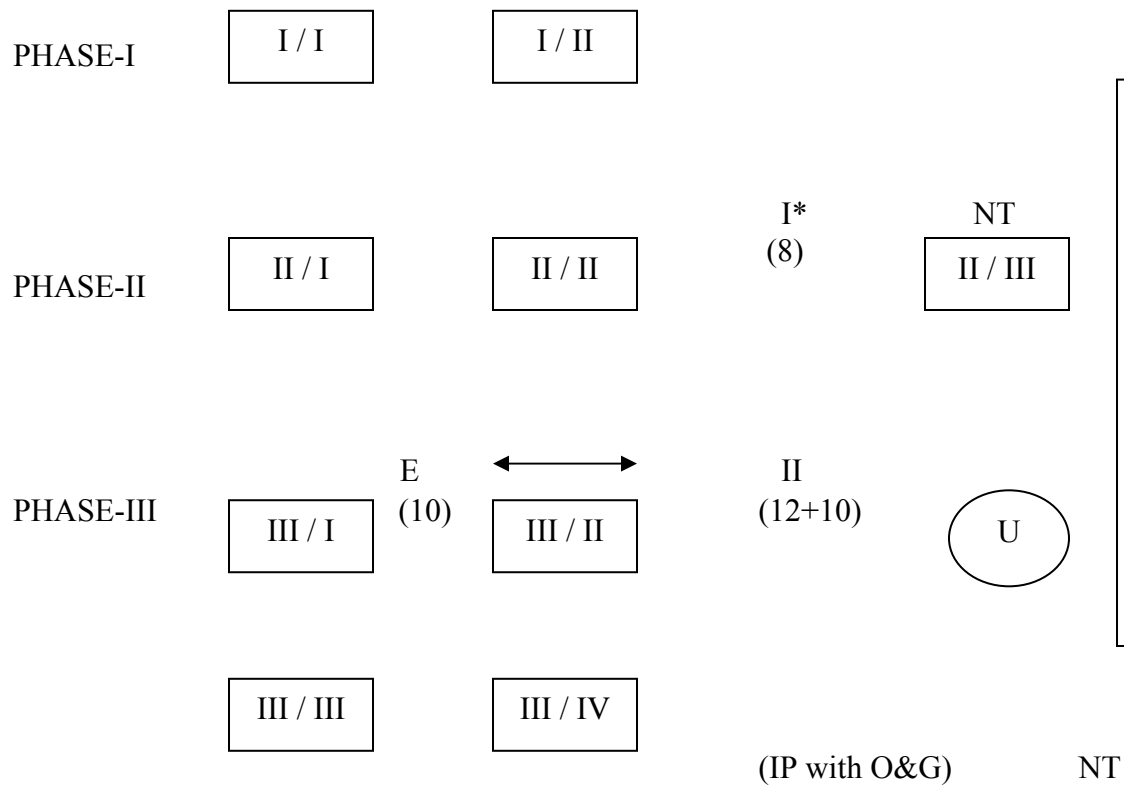 I / I
I / II
PHASE-I
I*
NT
(8)
II / I
II / II
II / III
PHASE-II
E
II
PHASE-III
(10)
(12+10)
III / I
III / II
U
III / III
III / IV
(IP with O&G)
NT